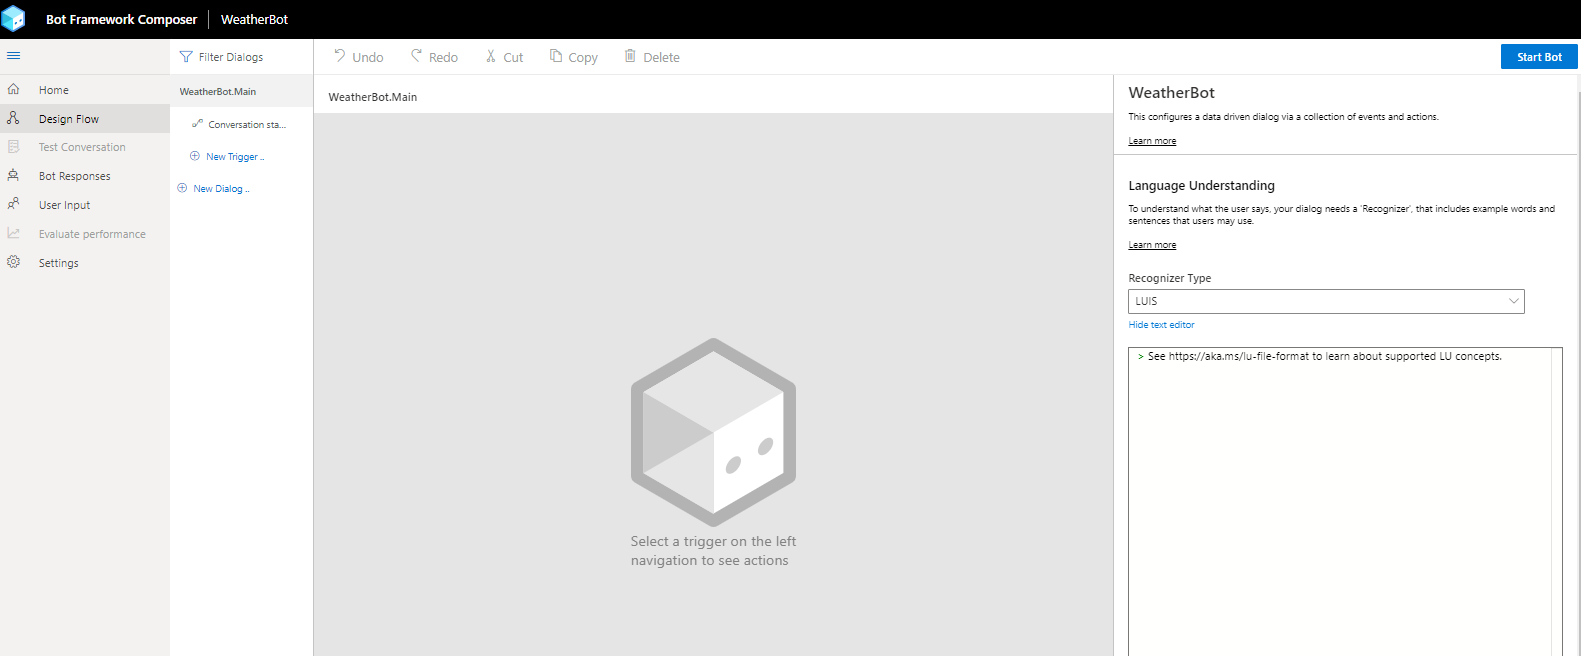 Bot Framework Composer
WeatherBot
Filter Dialogs
Undo
Redo
Cut
Copy
Delete
Start Bot
Home
Design Flow
Test Conversation
Bot Responses
User Input
Evaluate performance
Settings
WeatherBot.Main
Conversation sta...
New Trigger ..
New Dialog ..
WeatherBot.Main
Select a trigger on the left
navigation to see actions
WeatherBot
This configures a data driven dialog via a collection of events and actions.
Learn more
Language Understanding
To understand what the user says, your dialog needs a 'Recognizer', that includes example words and
sentences that users may use.
Learn more
Recognizer Type
LUIS
Hide text editor
> See https://aka.ms/lu-file-format to learn about supported LU concepts.